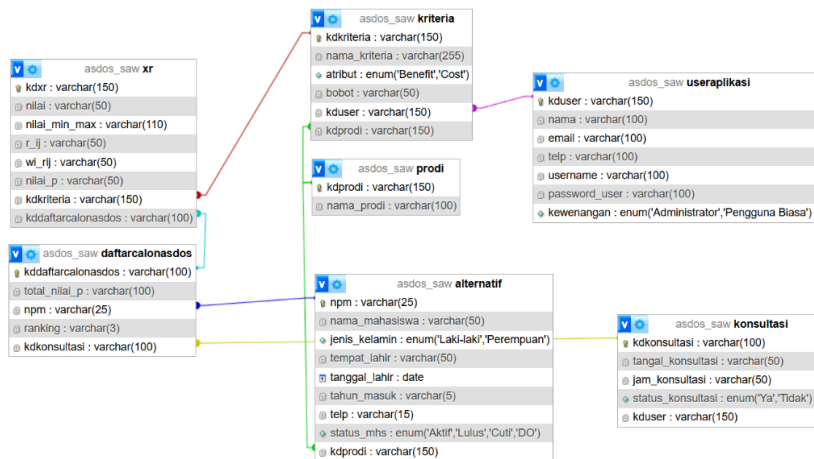 asdos_saw kriteria
kdkriteria : varchar(150)
nama_kriteria : varchar(255)
atribut : enum('Benefit','Cost')
bobot : varchar(50)
kduser : varchar(150)
kdprodi : varchar(150)
asdos_saw xr
kdxr : varchar(150)
nilai : varchar(50)
nilai_min_max : varchar(110)
r_ij : varchar(50)
wi_rij : varchar(50)
nilai_p : varchar(50)
kdkriteria : varchar(150)
kddaftarcalonasdos : varchar(100)
asdos_saw useraplikasi
kduser : varchar(150)
nama : varchar(100)
email : varchar(100)
telp : varchar(100)
username : varchar(100)
password_user : varchar(100)
kewenangan : enum('Administrator','Pengguna Biasa')
asdos_saw prodi
kdprodi : varchar(150)
nama_prodi : varchar(100)
asdos_saw daftarcalonasdos
kddaftarcalonasdos : varchar(100)
total_nilai_p : varchar(100)
npm : varchar(25)
ranking : varchar(3)
kdkonsultasi : varchar(100)
asdos_saw alternatif
npm : varchar(25)
nama_mahasiswa : varchar(50)
jenis_kelamin : enum('Laki-laki','Perempuan')
tempat_lahir : varchar(50)
tanggal_lahir : date
tahun_masuk : varchar(5)
telp : varchar(15)
status_mhs : enum('Aktif','Lulus','Cuti','DO')
kdprodi : varchar(150)
asdos_saw konsultasi
kdkonsultasi : varchar(100)
tangal_konsultasi : varchar(50)
jam_konsultasi : varchar(50)
status_konsultasi : enum('Ya','Tidak')
kduser : varchar(150)